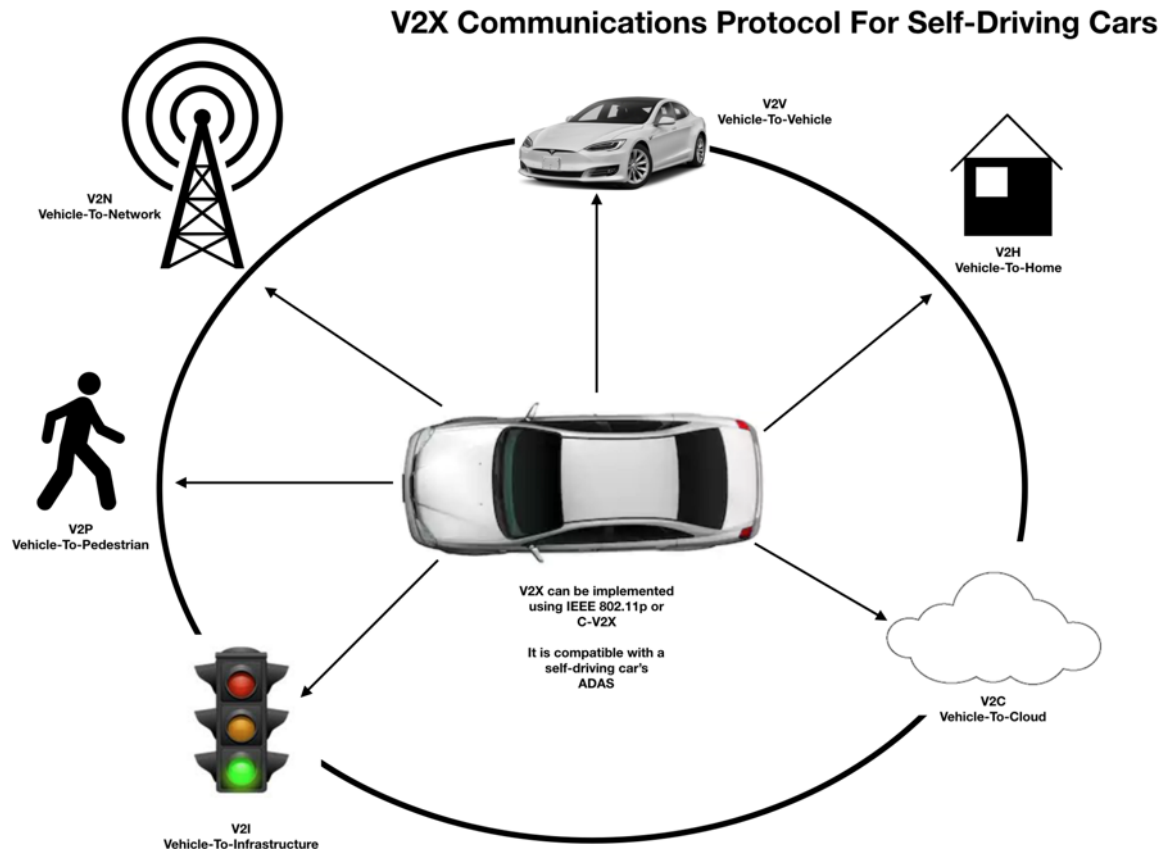 V2X Communications Protocol For Self-Driving Cars
V2V
Vehicle-To-Vehicle
V2N
Vehicle-To-Network
V2H
Vehicle-To-Home
V2P
Vehicle-To-Pedestrian
V2X can be implemented
using IEEE 802.11p or
C-V2X
It is compatible with a
self-driving car's
ADAS
V2C
Vehicle-To-Cloud
V2I
Vehicle-To-Infrastructure